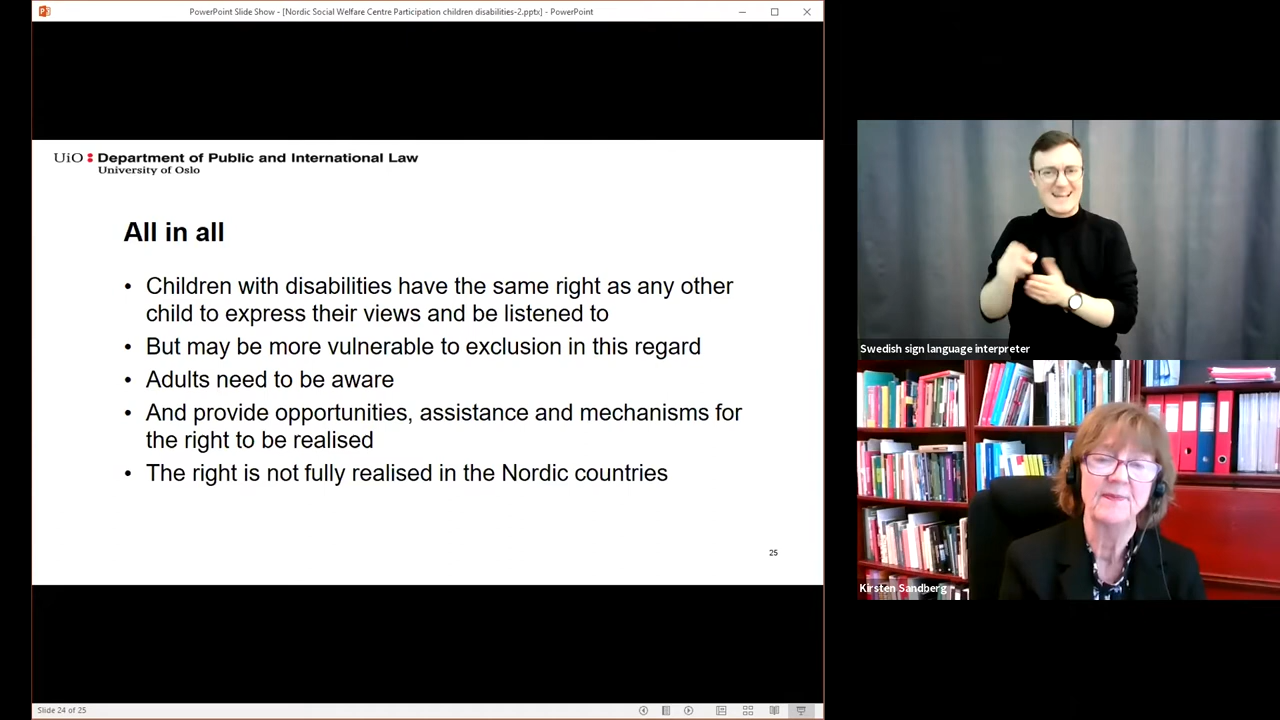 PowerPoint Slide Show - [Nordic Social Welfare Centre Participation children disabilities-2.pptx] - PowerPoint
UiO Department of Public and International Law
University of Oslo
All in all
• Children with disabilities have the same right as any other
child to express their views and be listened to
• But may be more vulnerable to exclusion in this regard
• Adults need to be aware
• And provide opportunities, assistance and mechanisms for
the right to be realised
• The right is not fully realised in the Nordic countries
25
Slide 24 of 25
Swedish sign language interpreter
Kirsten Sandberg